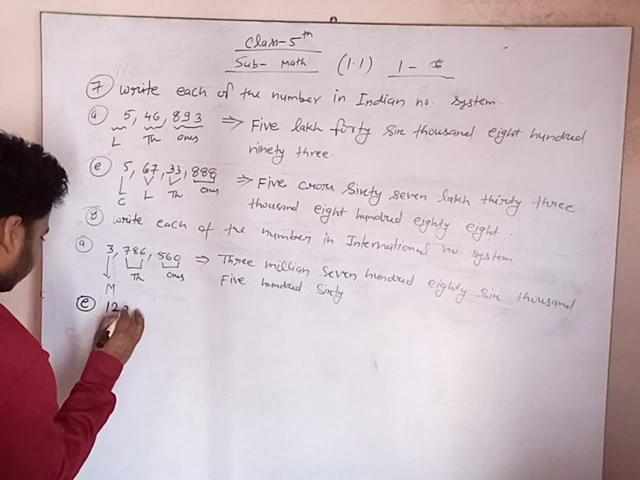 Class-5th
Sub- Math (1.1) 1 - 
7 Write each of the number in Indian no. system.
a 5, 46, 893 ⇒ Five lakh forty six thousand eight hundred
L Th Ones ninety three.
e 5, 67, 33, 888 ⇒ Five crore sixty seven lakh thirty three
C L Th Ones thousand eight hundred eighty eight.
8 Write each of the number in International no. system.
a 3, 786, 560 ⇒ Three million seven hundred eighty six thousand
M Th Ones Five hundred sixty
e 12